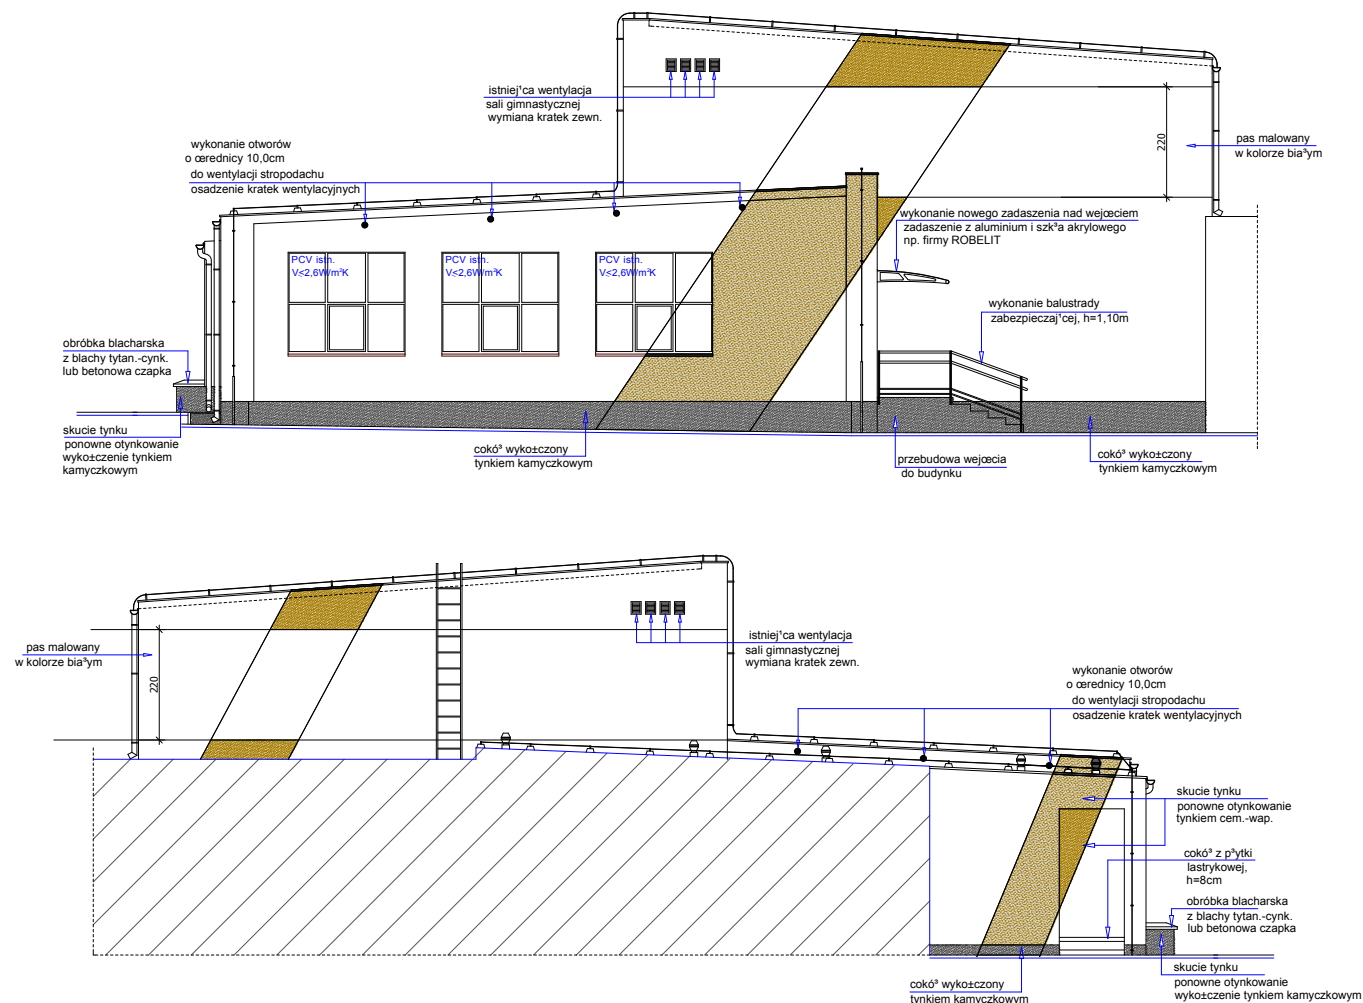 istniej¹ca wentylacja
sali gimnastycznej
wymiana kratek zewn.
wykonanie otworów
o œrednicy 10,0cm
do wentylacji stropodachu
osadzenie kratek wentylacyjnych
220
pas malowany
w kolorze bia³ym
wykonanie nowego zadaszenia nad wejœciem
zadaszenie z aluminium i szk³a akrylowego
np. firmy ROBELIT
PCV istn.
V<2,6W/m²K
PCV istn.
V<2,6W/m²K
PCV istn.
V<2,6W/m²K
wykonanie balustrady
zabezpieczaj¹cej, h=1,10m
obróbka blacharska
z blachy tytan.-cynk.
lub betonowa czapka
skucie tynku
ponowne otynkowanie
wyko±czenie tynkiem
kamyczkowym
cokó³ wyko±czony
tynkiem kamyczkowym
przebudowa wejœcia
do budynku
cokó³ wyko±czony
tynkiem kamyczkowym
istniej¹ca wentylacja
sali gimnastycznej
wymiana kratek zewn.
pas malowany
w kolorze bia³ym
220
wykonanie otworów
o œrednicy 10,0cm
do wentylacji stropodachu
osadzenie kratek wentylacyjnych
skucie tynku
ponowne otynkowanie
tynkiem cem.-wap.
cokó³ z p³ytki
lastrykowej,
h=8cm
obróbka blacharska
z blachy tytan.-cynk.
lub betonowa czapka
skucie tynku
ponowne otynkowanie
wyko±czenie tynkiem kamyczkowym
cokó³ wyko±czony
tynkiem kamyczkowym